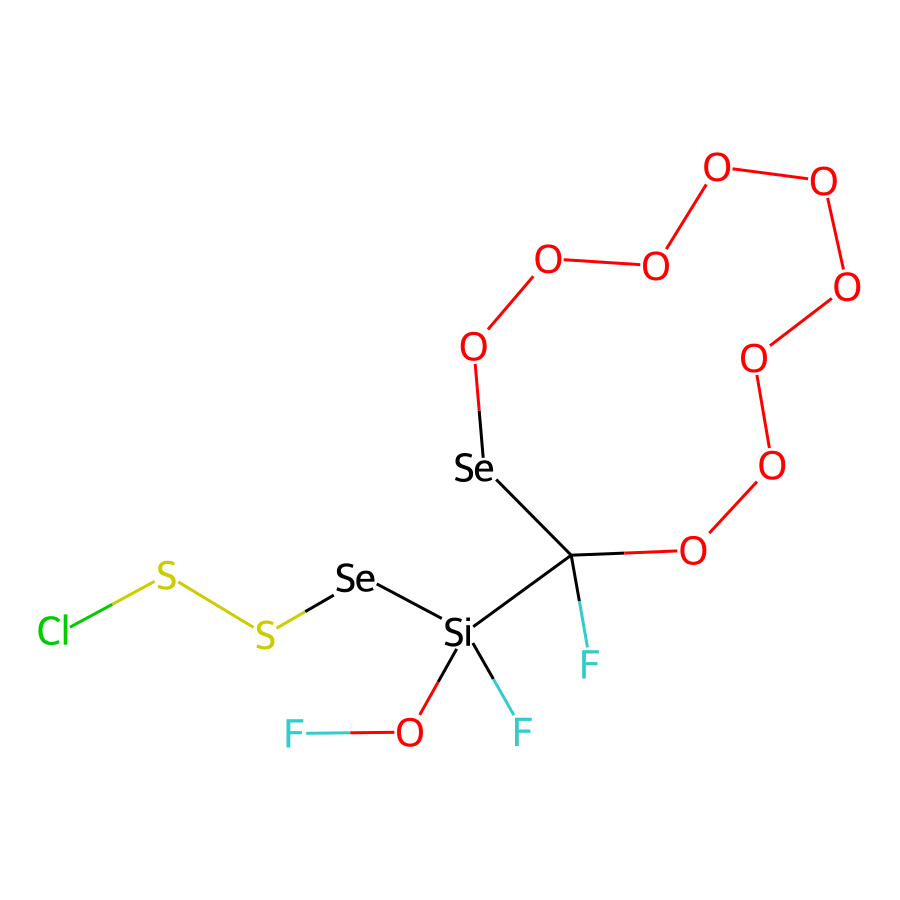 O O
O O O
O O
Se O
O
S Se
Cl S Si F
F O F